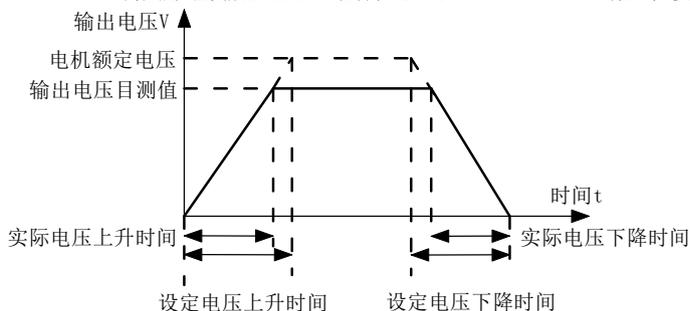 输出电压V
电机额定电压
输出电压目测值
时间t
实际电压上升时间
实际电压下降时间
设定电压上升时间
设定电压下降时间